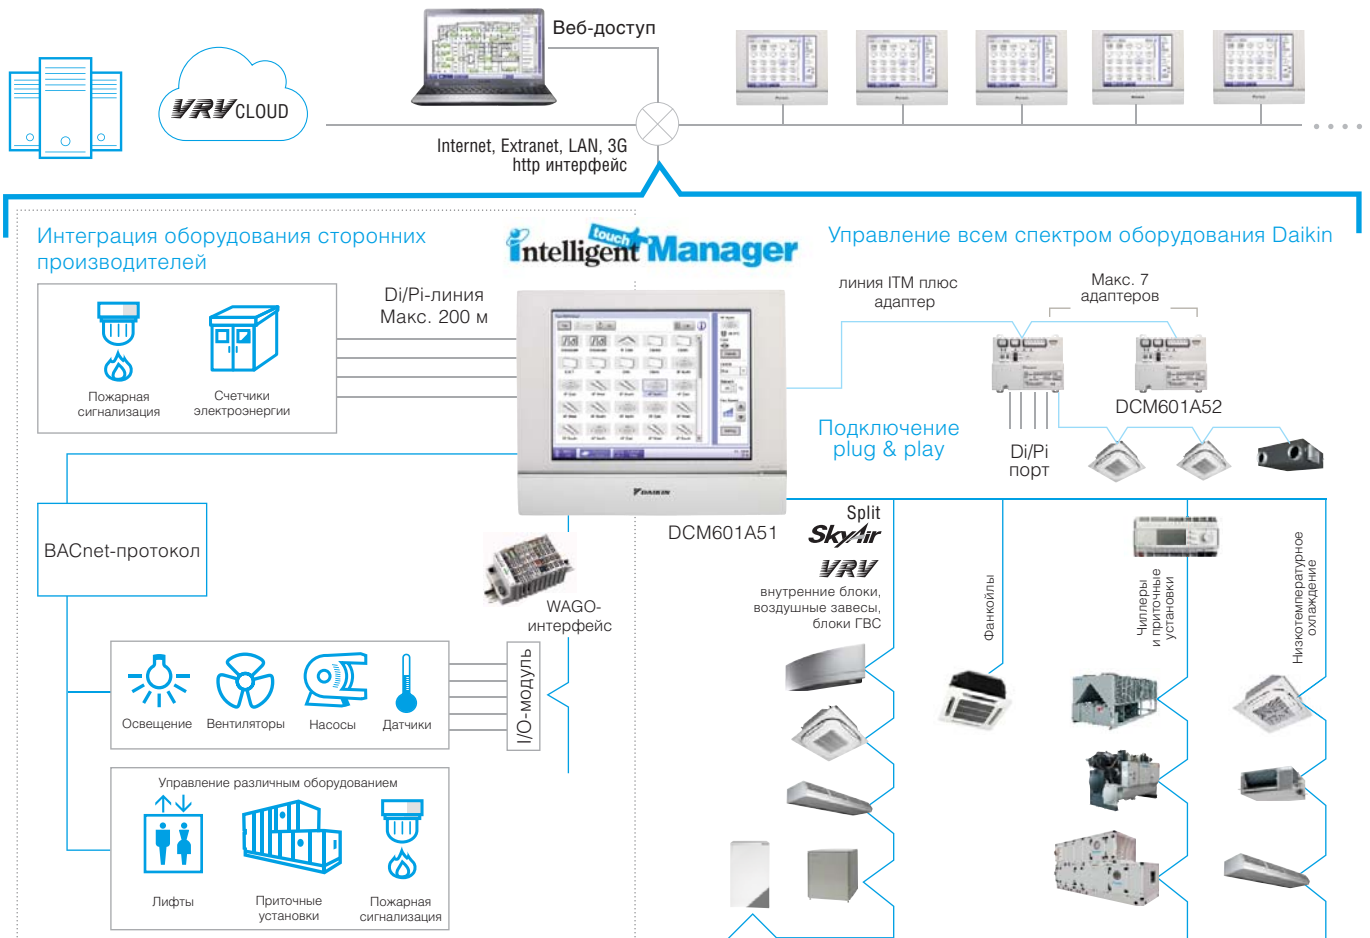 Веб-доступ
VRV CLOUD
Internet, Extranet, LAN, 3G
http интерфейс
Интеграция оборудования сторонних
производителей
intelligent touch Manager
Управление всем спектром оборудования Daikin
Di/Pi-линия
Макс. 200 м
линия ITM плюс
адаптер
Макс. 7
адаптеров
Пожарная
сигнализация
Счетчики
электроэнергии
DCM601A52
Подключение
plug & play
Di/Pi
порт
DAIKIN
DCM601A51
BACnet-протокол
Split
SkyAir
VRV
внутренние блоки,
воздушные завесы,
блоки ГВС
Фанкойлы
Чиллеры
и приточные
установки
Низкотемпературное
охлаждение
WAGO-
интерфейс
I/O-модуль
Освещение
Вентиляторы
Насосы
Датчики
Управление различным оборудованием
Лифты
Приточные
установки
Пожарная
сигнализация